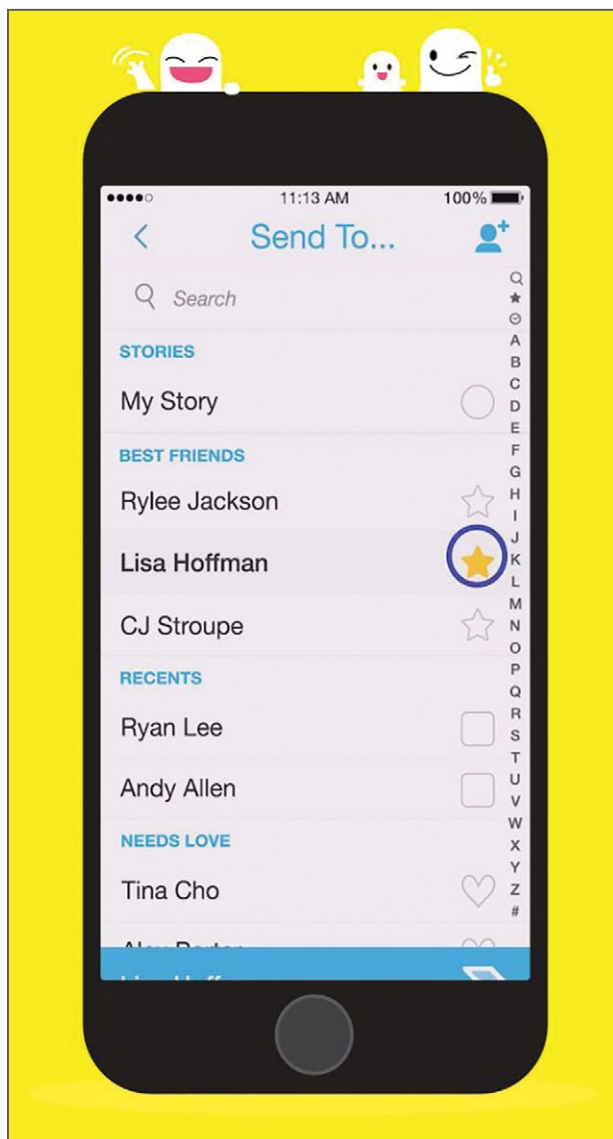 11:13 AM 100%
Send To...
Search
STORIES
My Story
BEST FRIENDS
Rylee Jackson
Lisa Hoffman
CJ Stroupe
RECENTS
Ryan Lee
Andy Allen
NEEDS LOVE
Tina Cho
A
B
C
D
E
F
G
H
I
J
K
L
M
N
O
P
Q
R
S
T
U
V
W
X
Y
Z
#